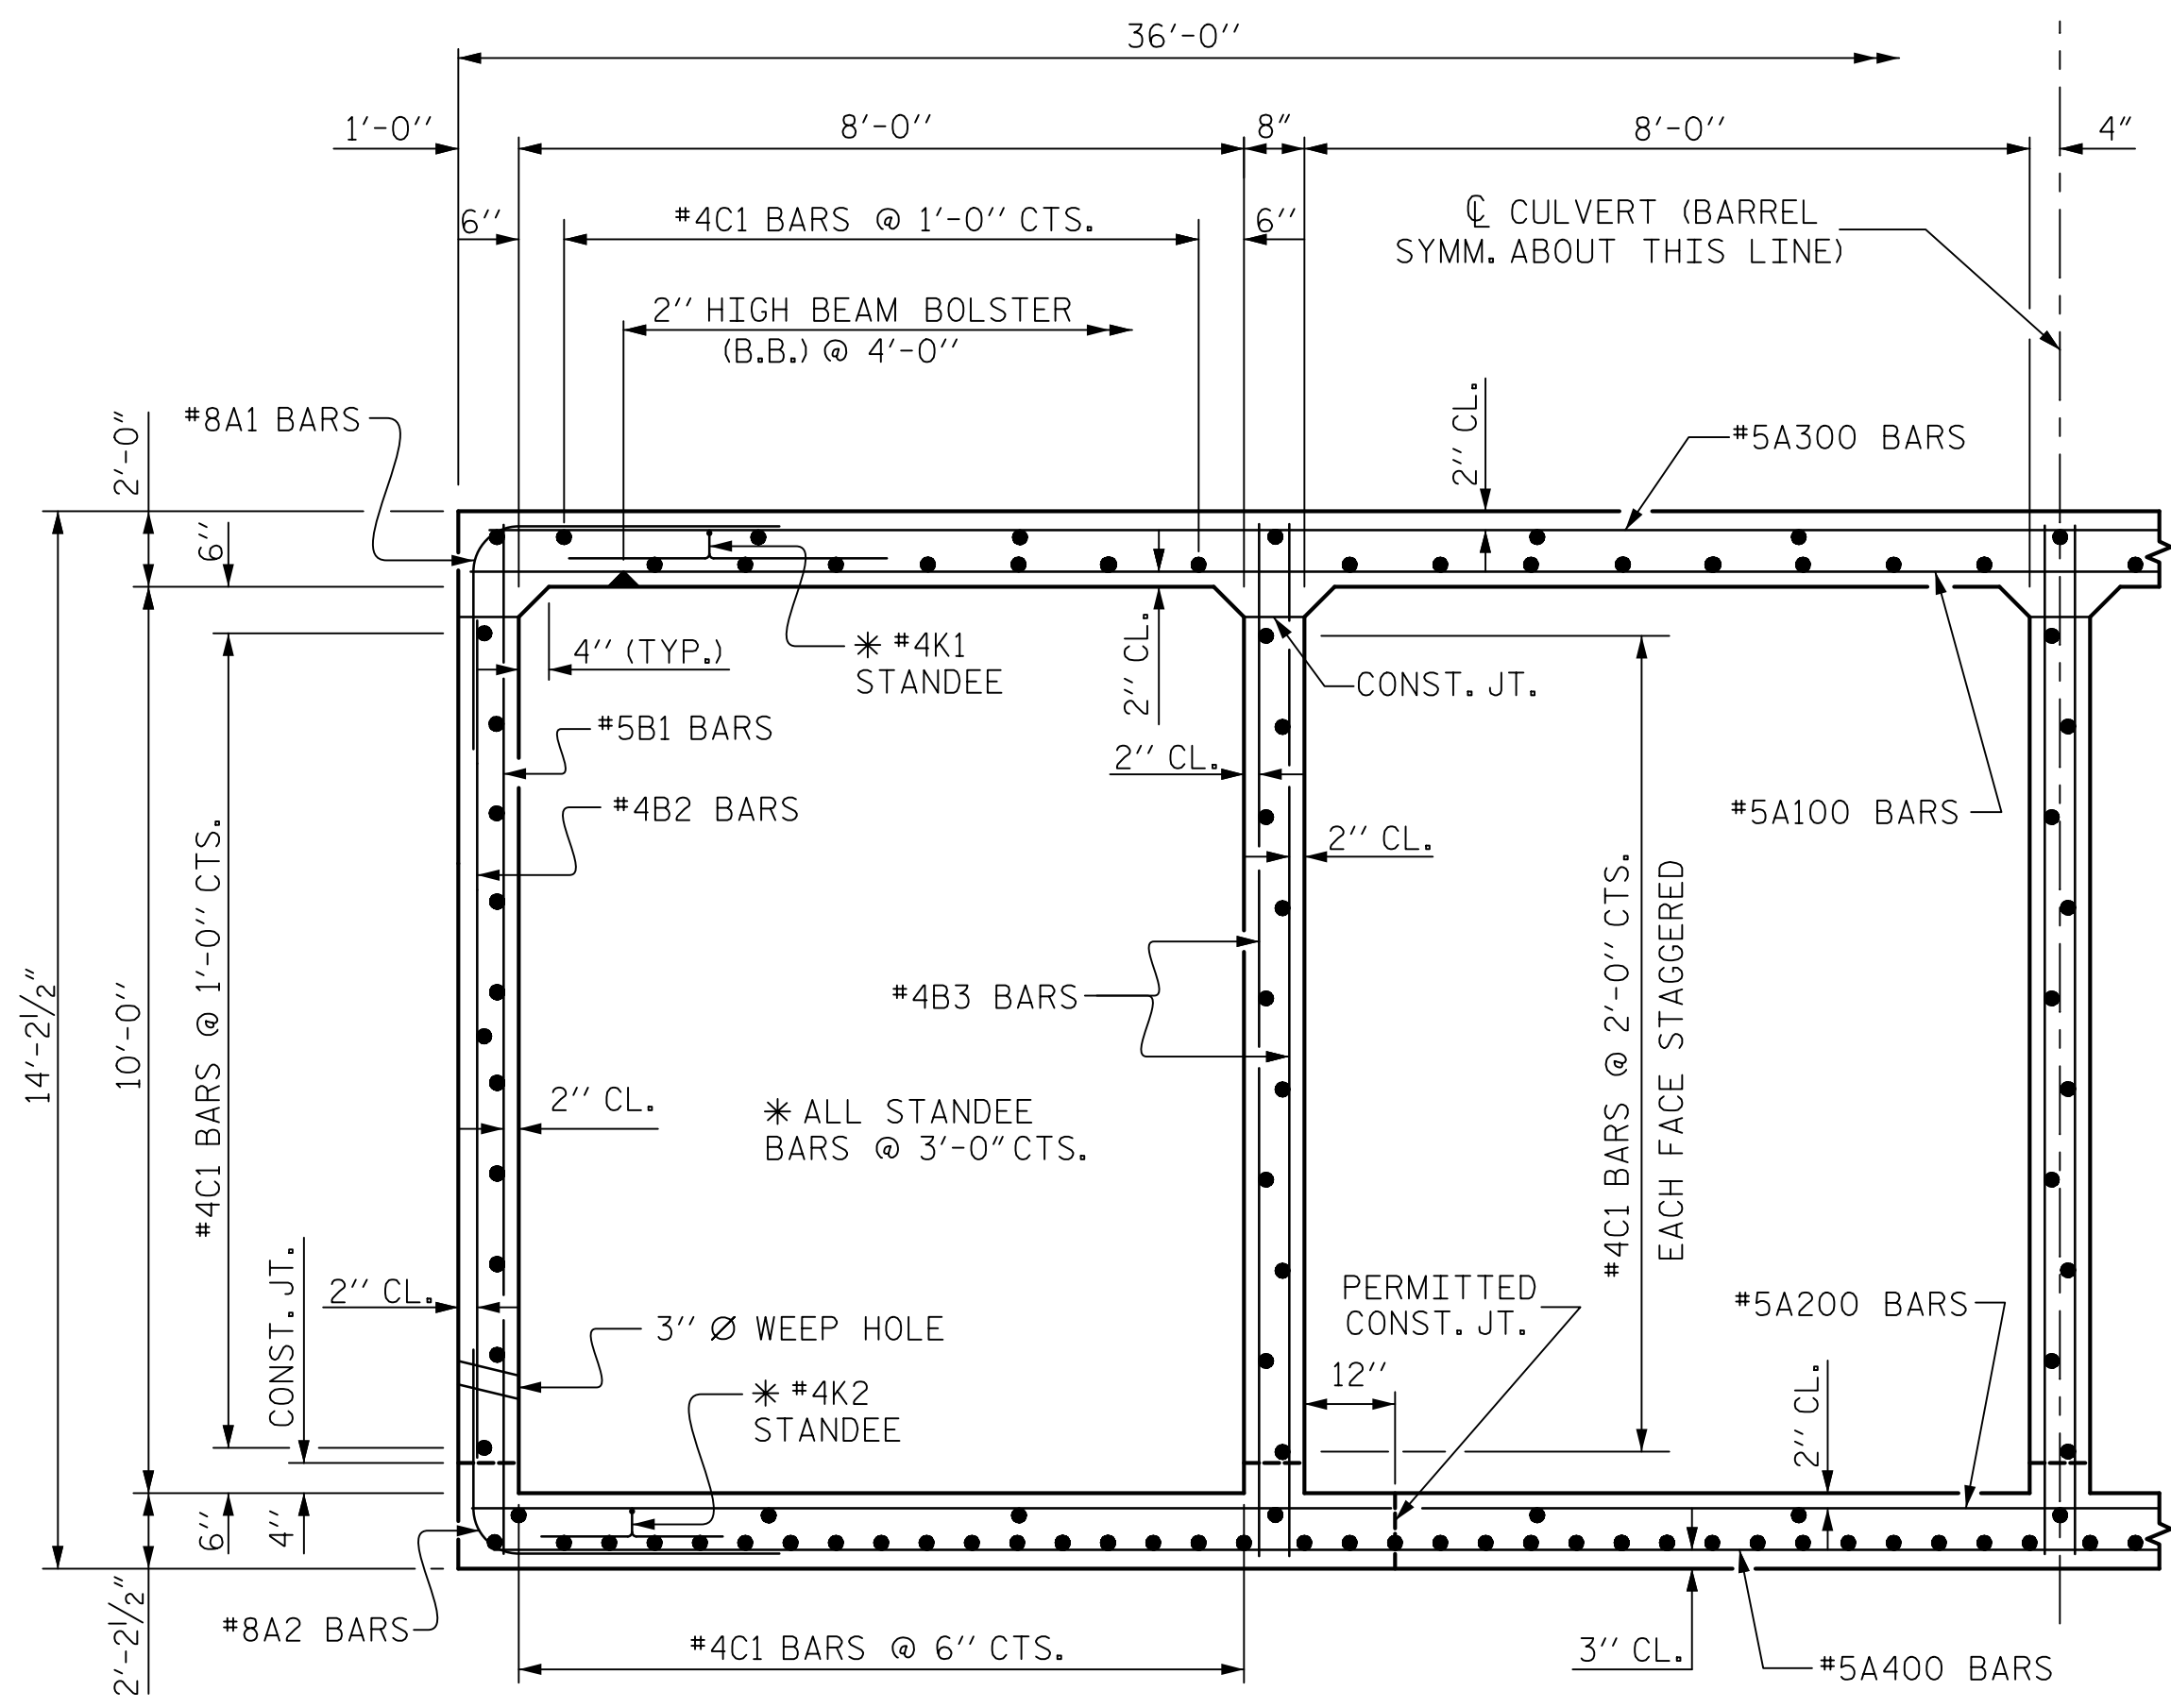 36'-0"
1'-0"
8'-0"
8"
8'-0"
4"
6"
#4C1 BARS @ 1'-0" CTS.
6"
℄ CULVERT (BARREL
SYMM. ABOUT THIS LINE)
2" HIGH BEAM BOLSTER
(B.B.) @ 4'-0"
#8A1 BARS
2'-0"
6"
2" CL.
#5A300 BARS
4" (TYP.)
✳ #4K1
STANDEE
2" CL.
CONST. JT.
#5B1 BARS
2" CL.
#4B2 BARS
#5A100 BARS
2" CL.
#4C1 BARS @ 1'-0" CTS.
14'-2½"
10'-0"
#4B3 BARS
#4C1 BARS @ 2'-0" CTS.
EACH FACE STAGGERED
2" CL.
✳ ALL STANDEE
BARS @ 3'-0" CTS.
2" CL.
CONST. JT.
3" Ø WEEP HOLE
PERMITTED
CONST. JT.
#5A200 BARS
12"
✳ #4K2
STANDEE
2" CL.
6"
4"
2'-2½"
#8A2 BARS
#4C1 BARS @ 6" CTS.
3" CL.
#5A400 BARS